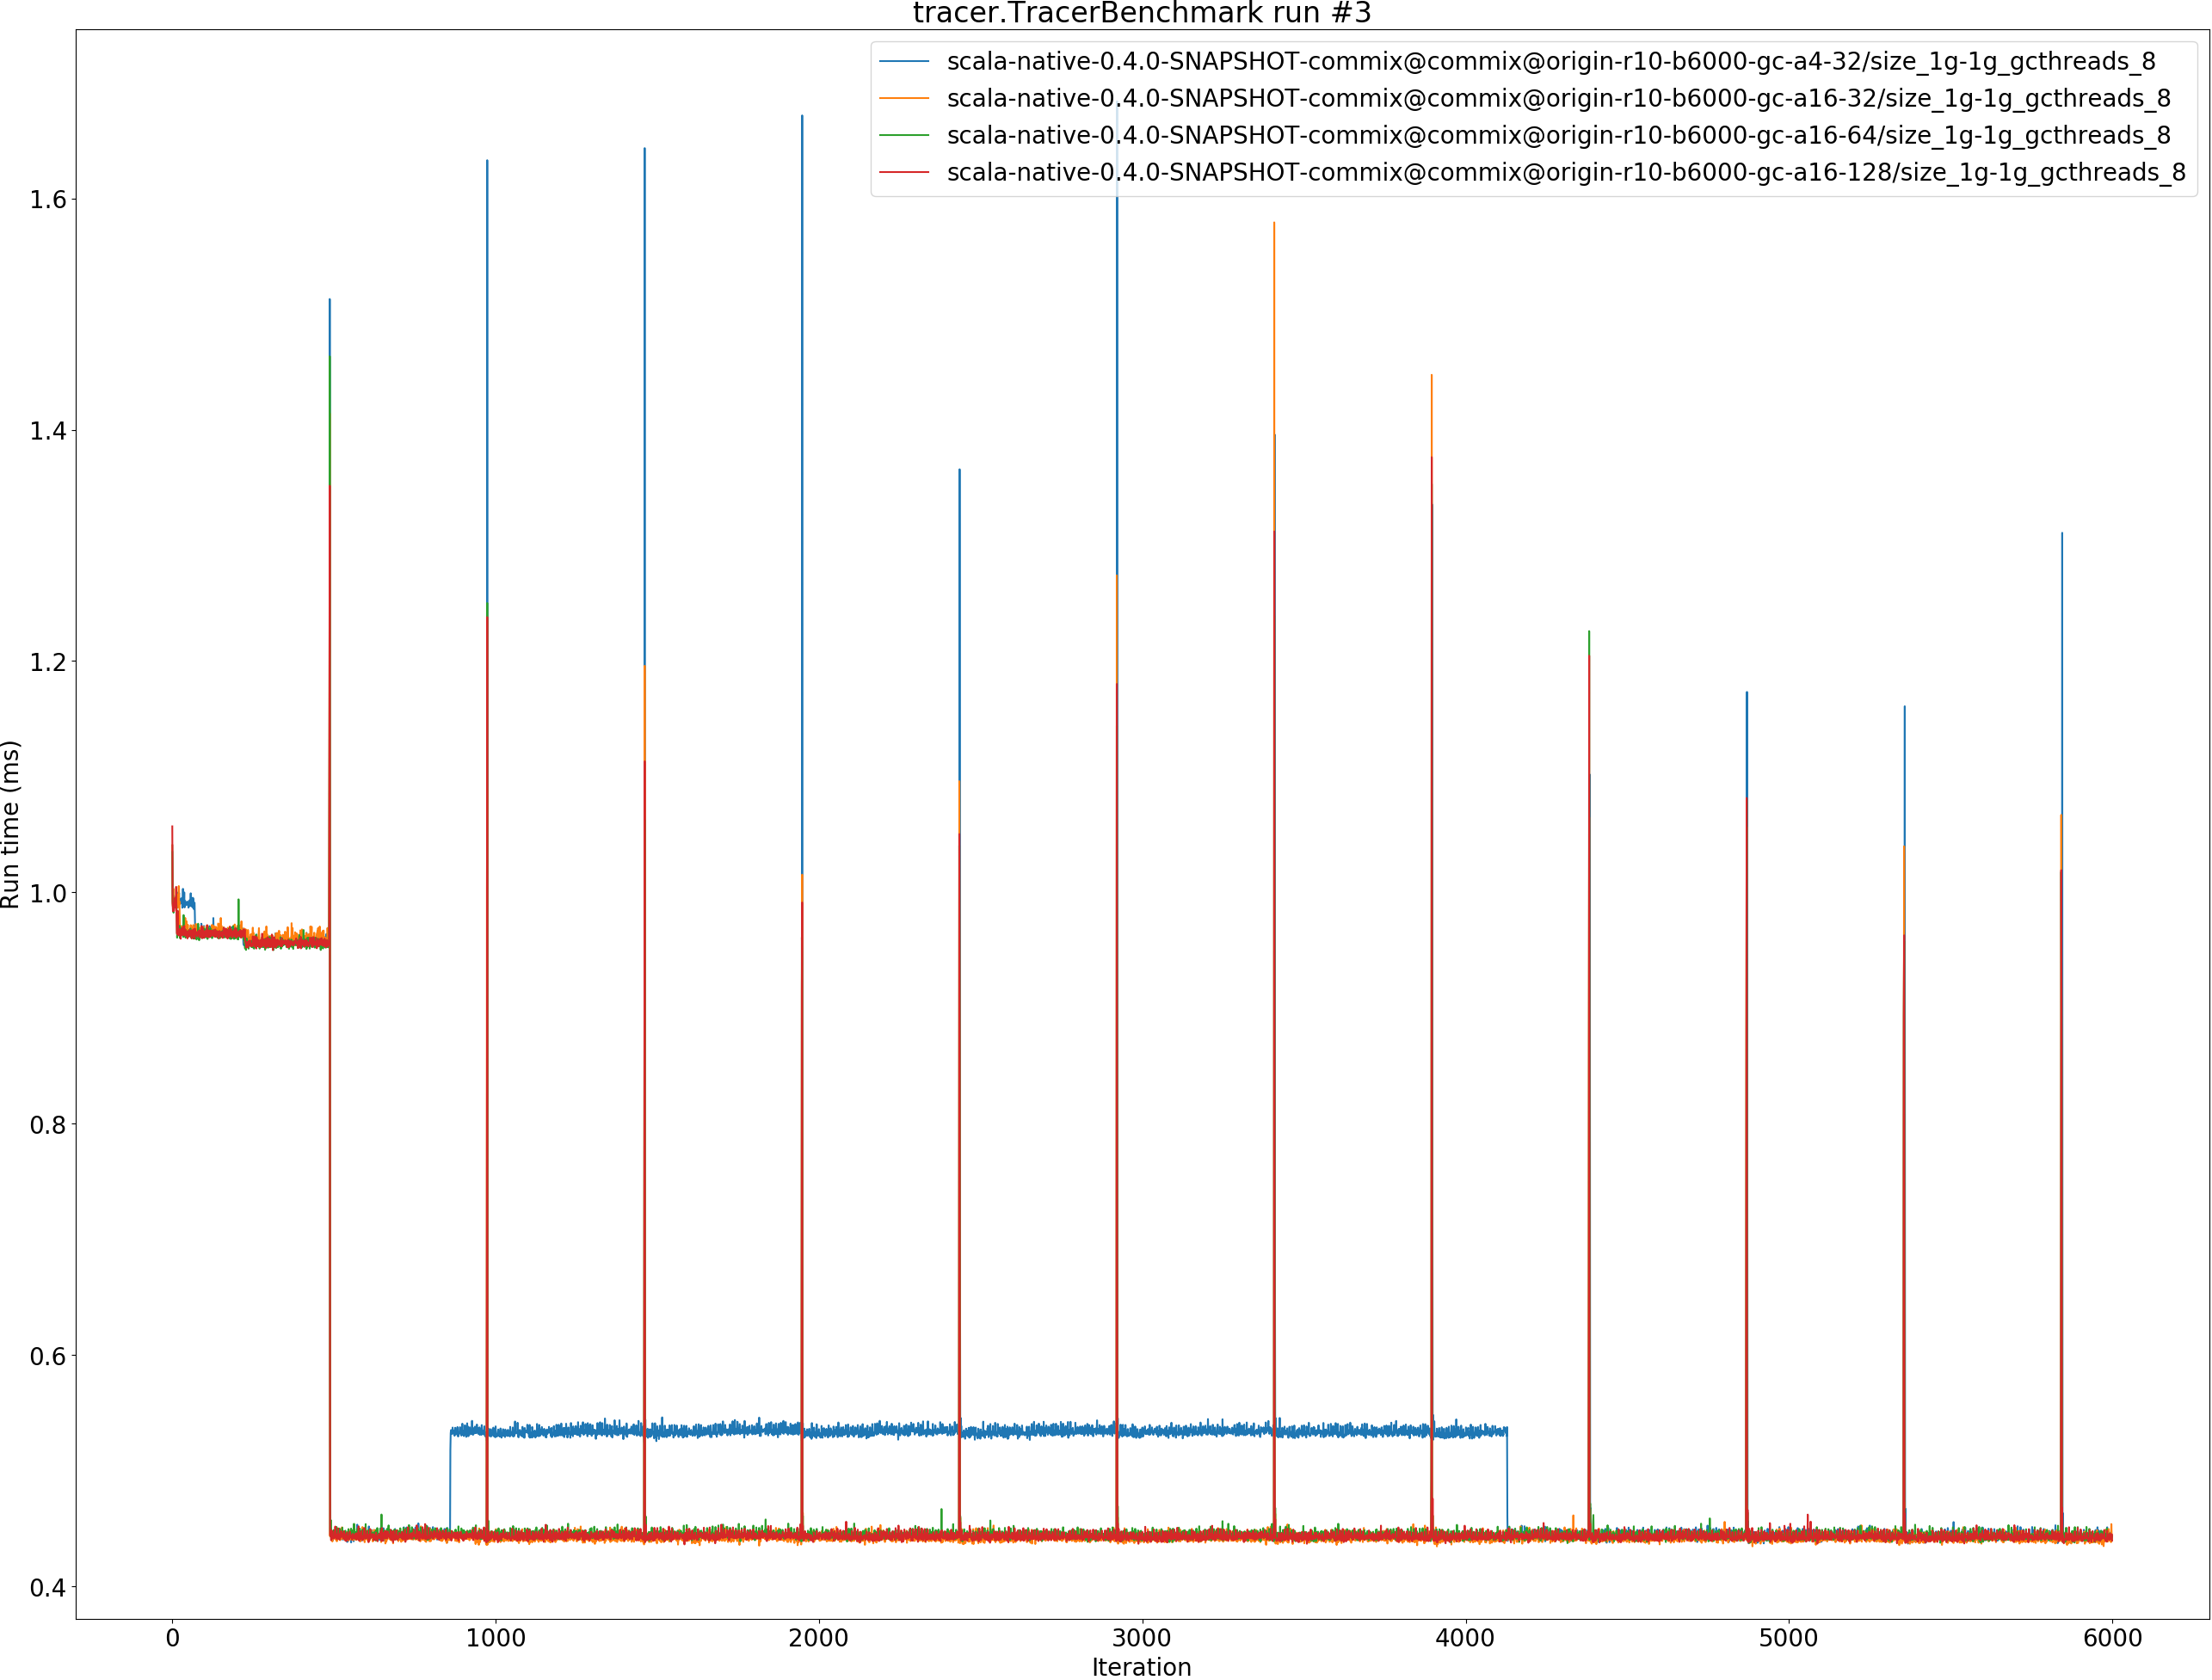 tracer.TracerBenchmark run #3
scala-native-0.4.0-SNAPSHOT-commix@commix@origin-r10-b6000-gc-a4-32/size_1g-1g_gcthreads_8
scala-native-0.4.0-SNAPSHOT-commix@commix@origin-r10-b6000-gc-a16-32/size_1g-1g_gcthreads_8
scala-native-0.4.0-SNAPSHOT-commix@commix@origin-r10-b6000-gc-a16-64/size_1g-1g_gcthreads_8
scala-native-0.4.0-SNAPSHOT-commix@commix@origin-r10-b6000-gc-a16-128/size_1g-1g_gcthreads_8
1.6
1.4
1.2
1.0
0.8
0.6
0.4
Run time (ms)
0 1000 2000 3000 4000 5000 6000
Iteration